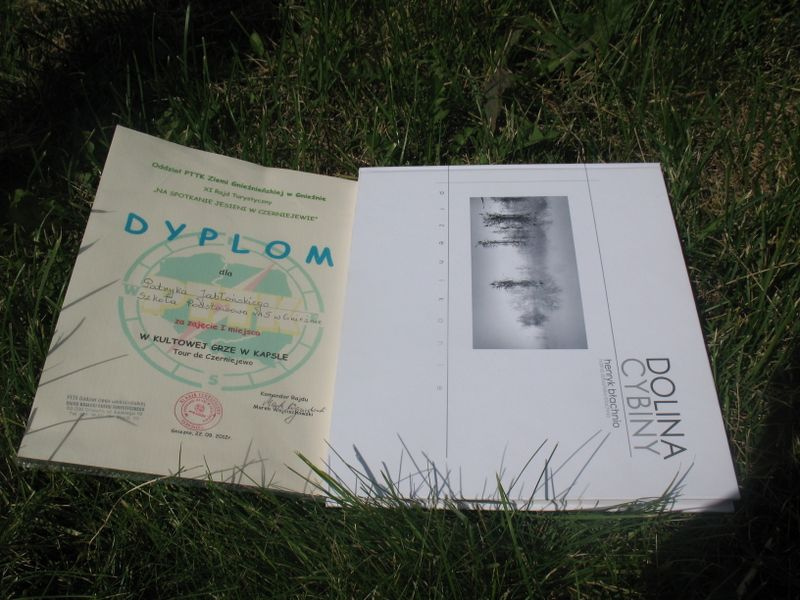 Oddział PTTK Ziemi Gnieźnieńskiej w Gnieźnie
XI Rajd Turystyczny
„NA SPOTKANIE JESIENI W CZERNIEJEWIE"
DYPLOM
dla
Patryka Jabłońskiego
Szkoła Podstawowa nr 5 w Gnieźnie
za zajęcie I miejsca
W KULTOWEJ GRZE W KAPSLE
Tour de Czerniejewo
Komandor Rajdu
Marek
Gniezno, 22. 09. 2012r.
przenikania
DOLINA
CYBINY
henryk błachnio